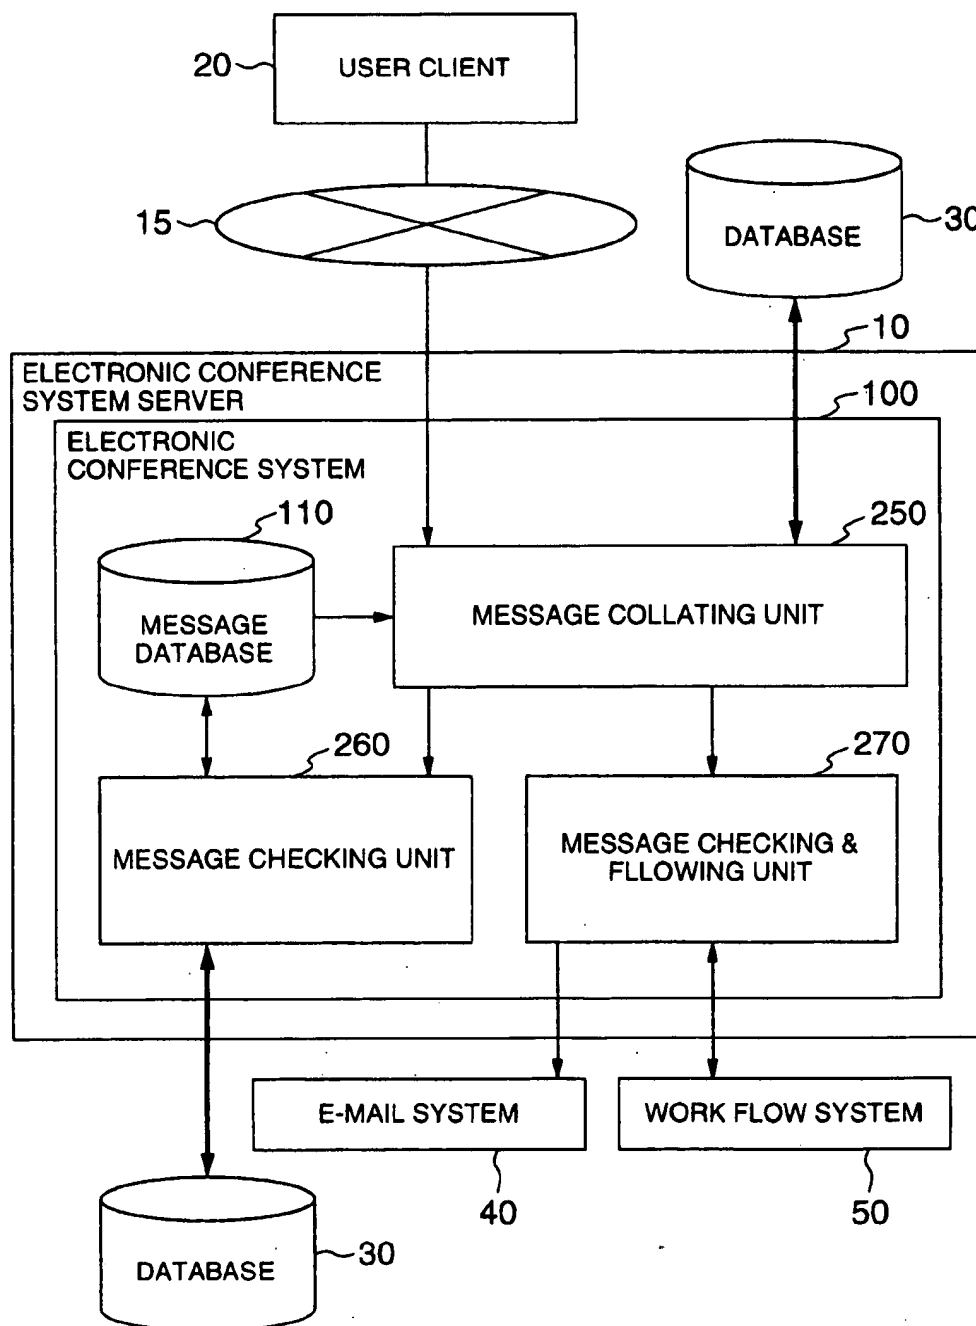 20
USER CLIENT
15
DATABASE
30
10
ELECTRONIC CONFERENCE
SYSTEM SERVER
100
ELECTRONIC
CONFERENCE SYSTEM
110
250
MESSAGE
DATABASE
MESSAGE COLLATING UNIT
260
270
MESSAGE CHECKING UNIT
MESSAGE CHECKING &
FLLOWING UNIT
E-MAIL SYSTEM
WORK FLOW SYSTEM
40
50
DATABASE
30